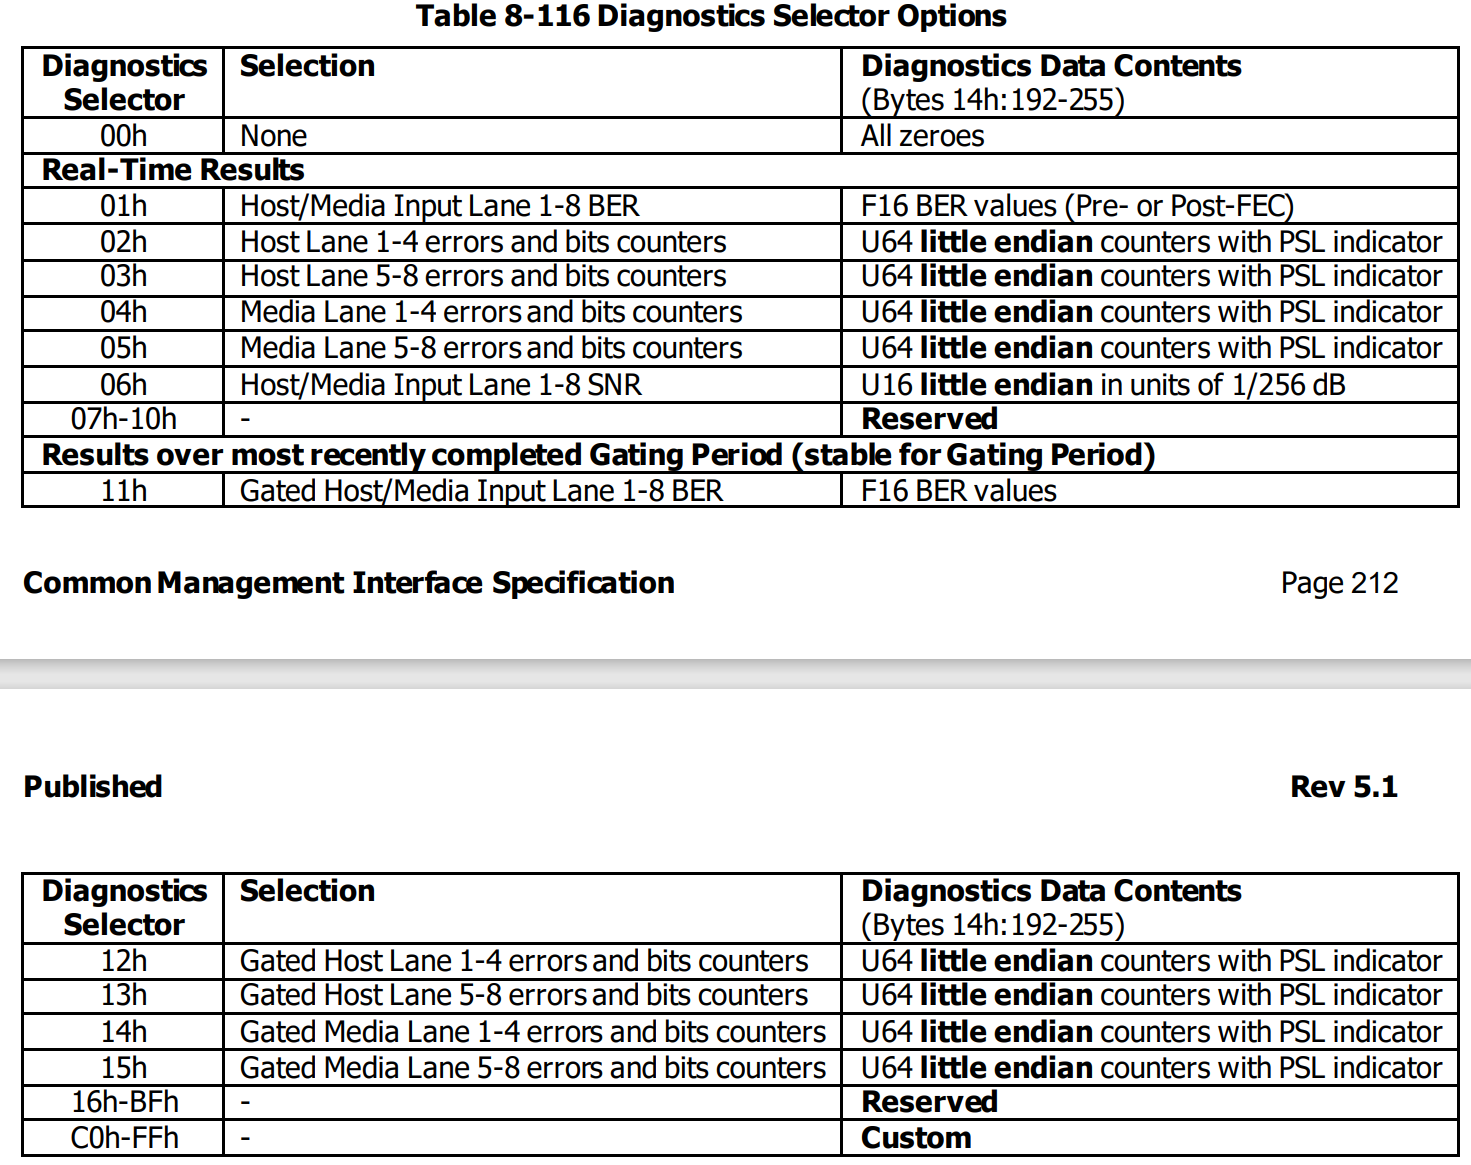 Table 8-116 Diagnostics Selector Options
Diagnostics Selection Diagnostics Data Contents
Selector (Bytes 14h:192-255)
00h None All zeroes
Real-Time Results
01h Host/Media Input Lane 1-8 BER F16 BER values (Pre- or Post-FEC)
02h Host Lane 1-4 errors and bits counters U64 little endian counters with PSL indicator
03h Host Lane 5-8 errors and bits counters U64 little endian counters with PSL indicator
04h Media Lane 1-4 errors and bits counters U64 little endian counters with PSL indicator
05h Media Lane 5-8 errors and bits counters U64 little endian counters with PSL indicator
06h Host/Media Input Lane 1-8 SNR U16 little endian in units of 1/256 dB
07h-10h - Reserved
Results over most recently completed Gating Period (stable for Gating Period)
11h Gated Host/Media Input Lane 1-8 BER F16 BER values
Common Management Interface Specification Page 212
Published Rev 5.1
Diagnostics Selection Diagnostics Data Contents
Selector (Bytes 14h:192-255)
12h Gated Host Lane 1-4 errors and bits counters U64 little endian counters with PSL indicator
13h Gated Host Lane 5-8 errors and bits counters U64 little endian counters with PSL indicator
14h Gated Media Lane 1-4 errors and bits counters U64 little endian counters with PSL indicator
15h Gated Media Lane 5-8 errors and bits counters U64 little endian counters with PSL indicator
16h-BFh - Reserved
C0h-FFh - Custom